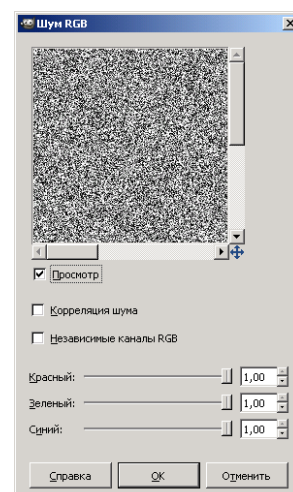 Шум RGB
Просмотр
Корреляция шума
Независимые каналы RGB
Красный: 1,00
Зеленый: 1,00
Синий: 1,00
Справка OK Отменить